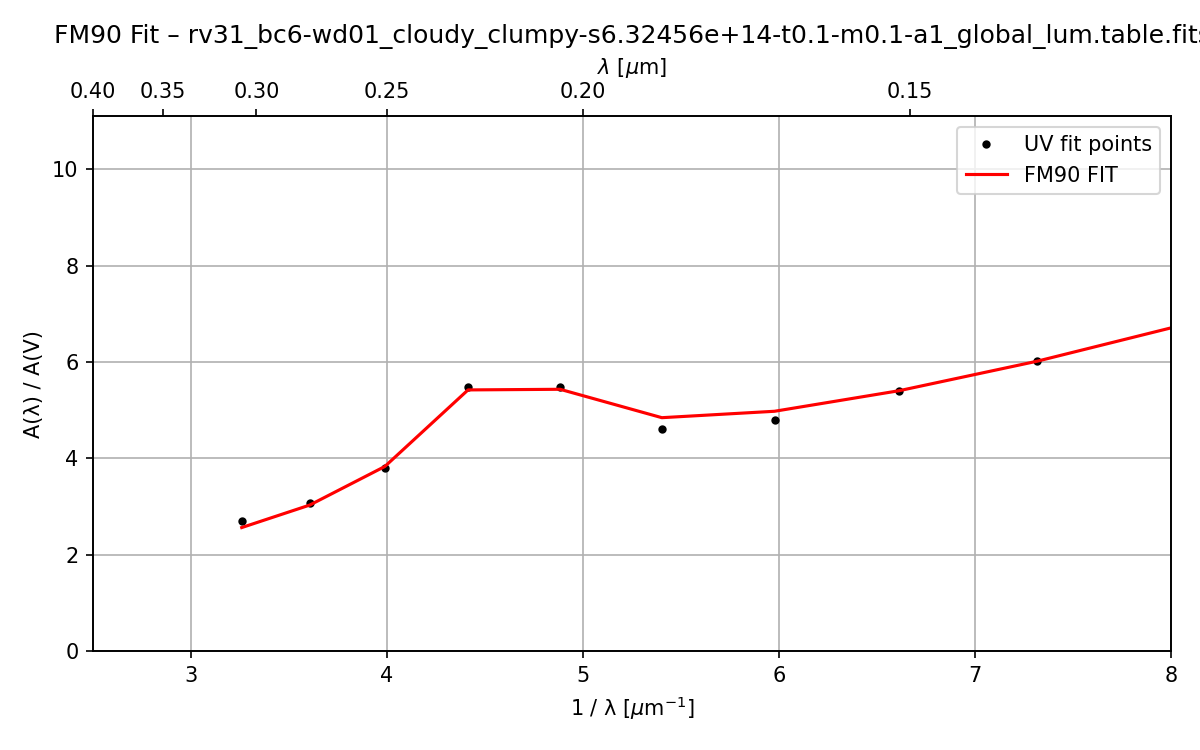 FM90 Fit – rv31_bc6-wd01_cloudy_clumpy-s6.32456e+14-t0.1-m0.1-a1_global_lum.table.fits
λ [μm]
0.40 0.35 0.30 0.25 0.20 0.15
UV fit points
FM90 FIT
10
8
6
4
2
0
A(λ) / A(V)
3 4 5 6 7 8
1 / λ [μm⁻¹]